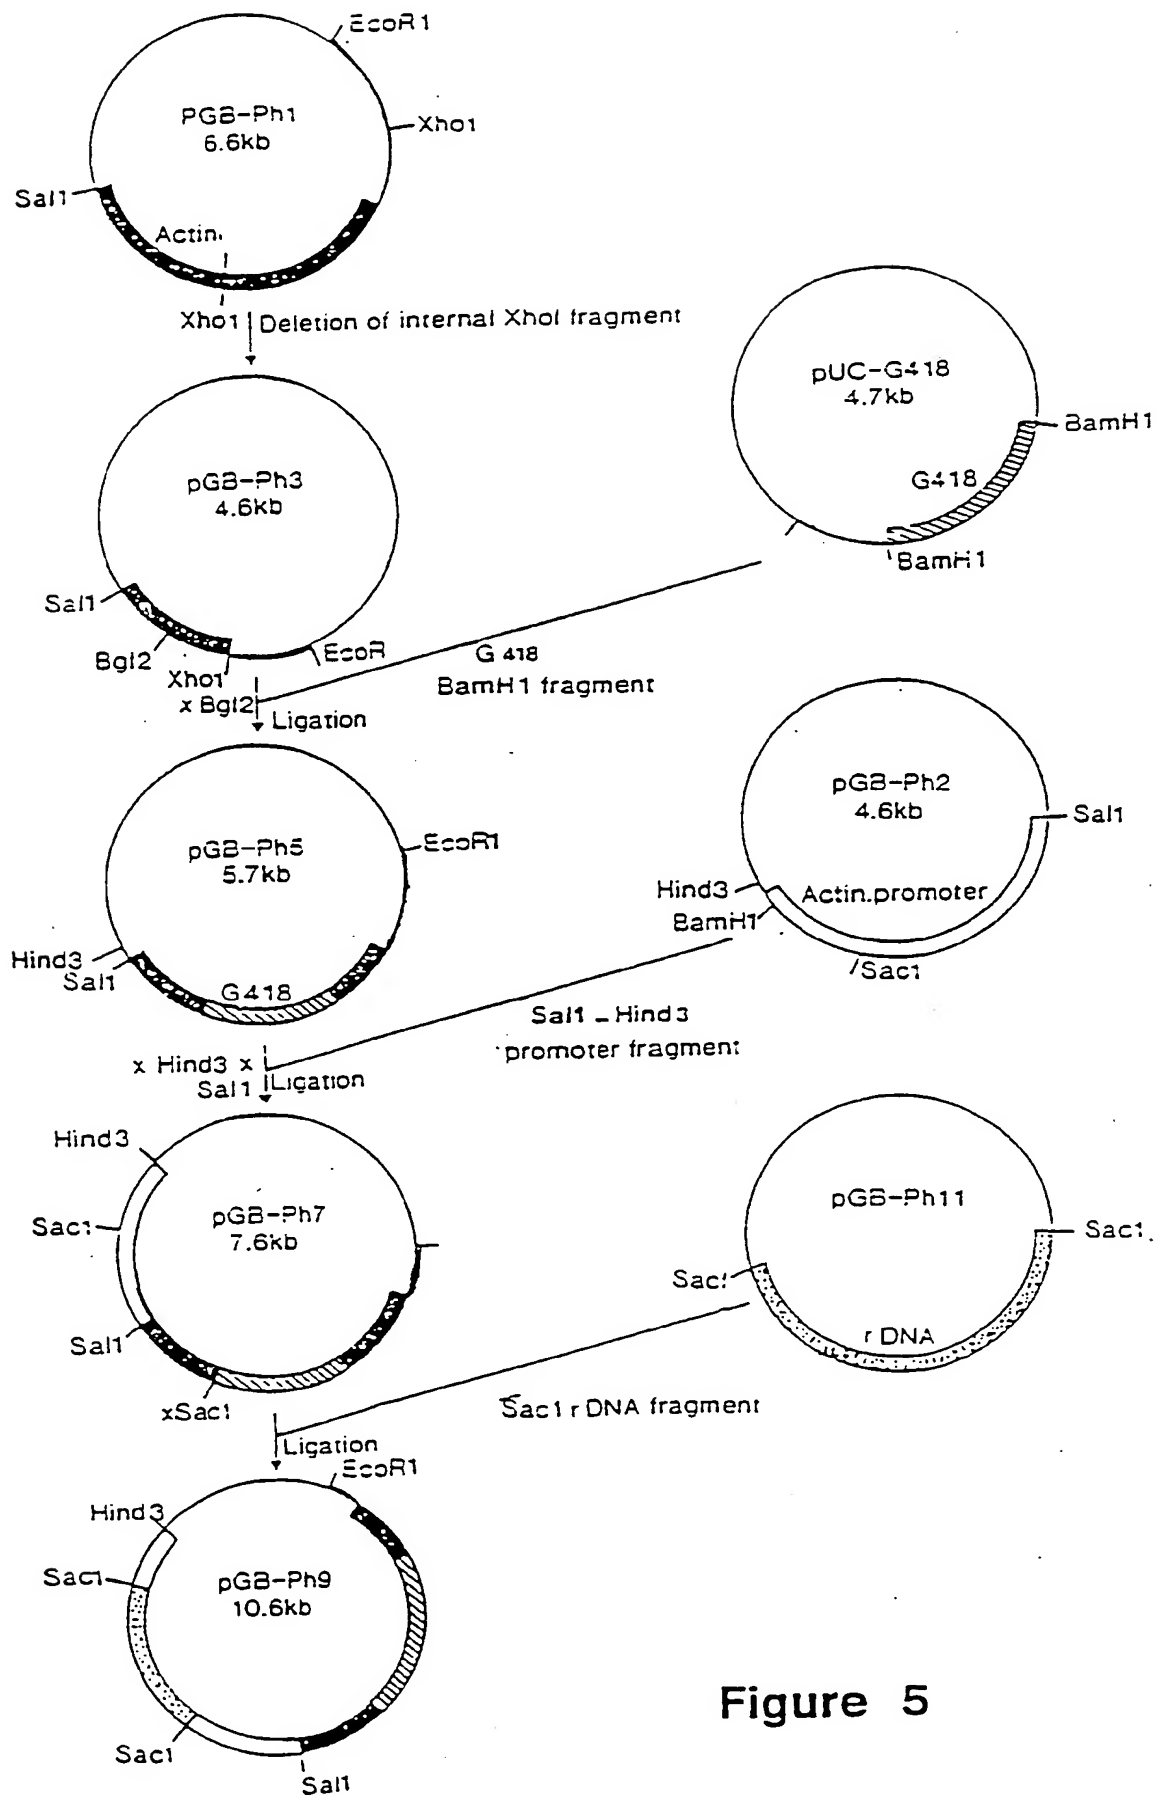 EcoR1
PGB-Ph1
6.6kb
Xho1
Sal1
Actin
Xho1
Deletion of internal XhoI fragment
pUC-G418
4.7kb
BamH1
G418
BamH1
pGB-Ph3
4.6kb
Sal1
Bgl2
Xho1
EcoR
x Bgl2
G 418
BamH1 fragment
Ligation
pGB-Ph2
4.6kb
Sal1
Hind3
Actin.promoter
BamH1
Sac1
pGB-Ph5
5.7kb
EcoR1
Hind3
Sal1
G418
Sal1 - Hind3
promoter fragment
x Hind3 x
Sal1
Ligation
Hind3
Sac1
pGB-Ph7
7.6kb
Sal1
xSac1
pGB-Ph11
Sac1.
Sac1
r DNA
Sac1 r DNA fragment
Ligation
EcoR1
Hind3
Sac1
pGB-Ph9
10.6kb
Sac1
Sal1
Figure 5